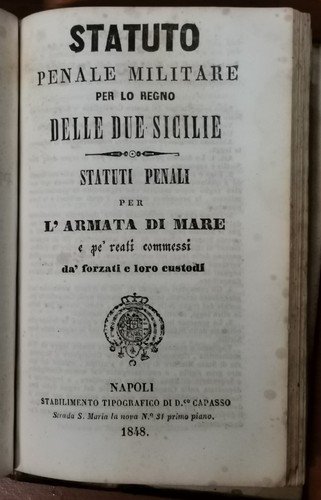 STATUTO
PENALE MILITARE
PER LO REGNO
DELLE DUE SICILIE
STATUTI PENALI
PER
L' ARMATA DI MARE
e pe' reati commessi
da' forzati e loro custodi
NAPOLI
STABILIMENTO TIPOGRAFICO DI D.co CAPASSO
Strada S. Maria la nova N.o 31 primo piano.
1848.